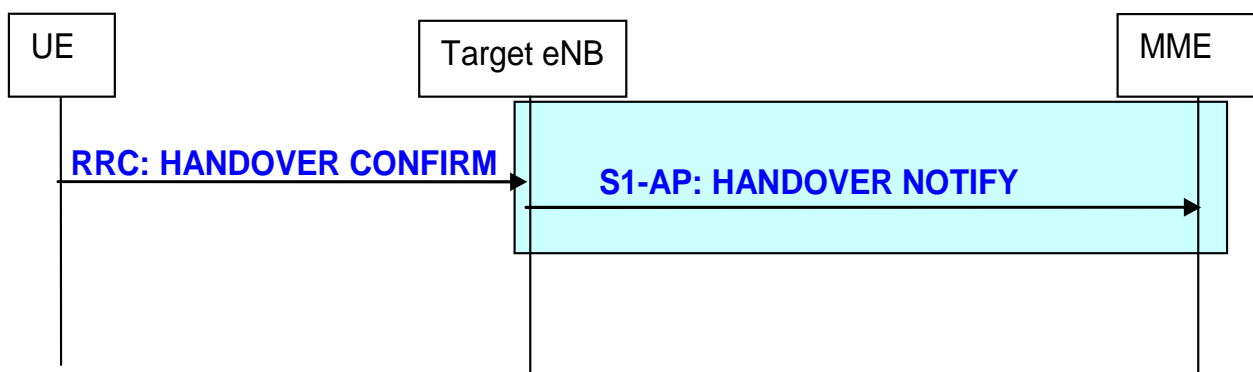 UE
Target eNB
MME
RRC: HANDOVER CONFIRM
S1-AP: HANDOVER NOTIFY